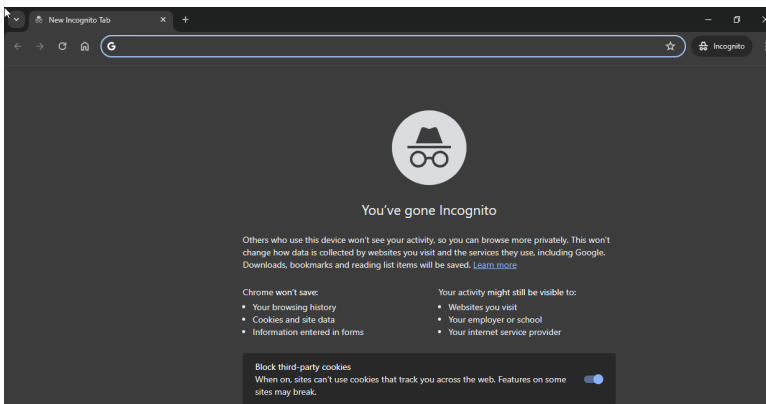 New Incognito Tab
G
Incognito
You've gone Incognito
Others who use this device won't see your activity, so you can browse more privately. This won't
change how data is collected by websites you visit and the services they use, including Google.
Downloads, bookmarks and reading list items will be saved. Learn more
Chrome won't save:
• Your browsing history
• Cookies and site data
• Information entered in forms
Your activity might still be visible to:
• Websites you visit
• Your employer or school
• Your internet service provider
Block third-party cookies
When on, sites can't use cookies that track you across the web. Features on some
sites may break.